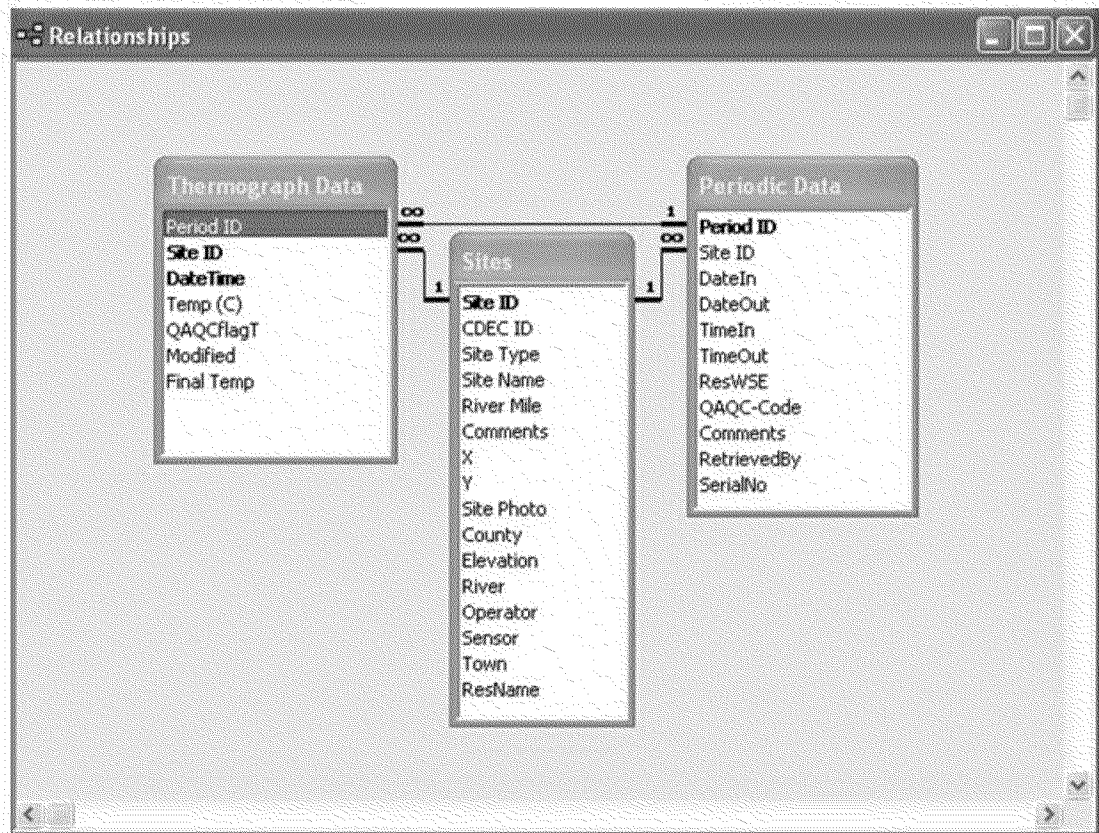 Relationships
Thermograph Data
Period ID
Site ID
DateTime
Temp (C)
QAQCflagT
Modified
Final Temp
∞
∞
1
Sites
Site ID
CDEC ID
Site Type
Site Name
River Mile
Comments
X
Y
Site Photo
County
Elevation
River
Operator
Sensor
Town
ResName
1
1
∞
Periodic Data
Period ID
Site ID
DateIn
DateOut
TimeIn
TimeOut
ResWSE
QAQC-Code
Comments
RetrievedBy
SerialNo